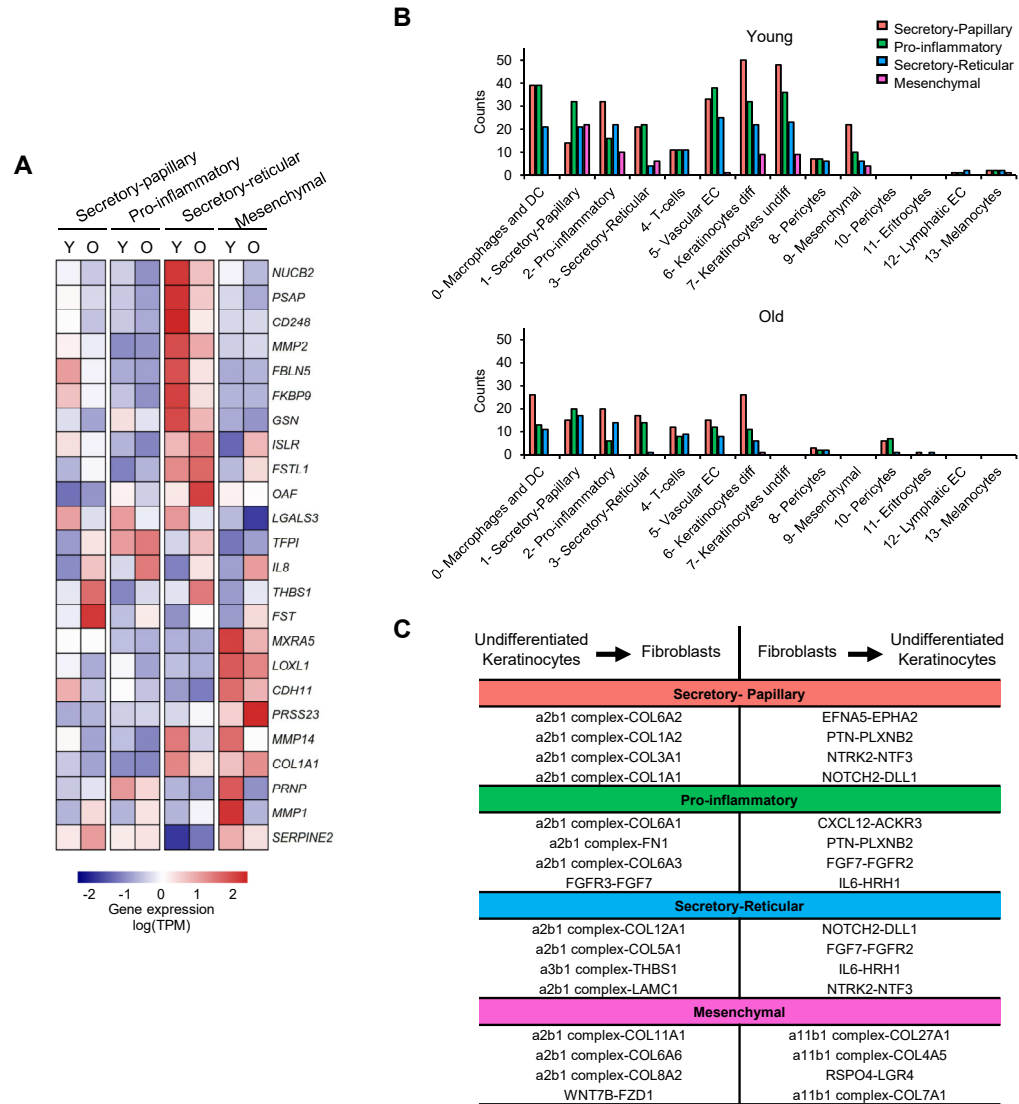 A
Secretory-papillary
Pro-inflammatory
Secretory-reticular
Mesenchymal
Y O Y O Y O Y O
NUCB2
PSAP
CD248
MMP2
FBLN5
FKBP9
GSN
ISLR
FSTL1
OAF
LGALS3
TFPI
IL8
THBS1
FST
MXRA5
LOXL1
CDH11
PRSS23
MMP14
COL1A1
PRNP
MMP1
SERPINE2
-2 -1 0 1 2
Gene expression
log(TPM)
B
Young
Secretory-Papillary
Pro-inflammatory
Secretory-Reticular
Mesenchymal
Counts
50
40
30
20
10
0
0- Macrophages and DC
1- Secretory-Papillary
2- Pro-inflammatory
3- Secretory-Reticular
4- T-cells
5- Vascular EC
6- Keratinocytes diff
7- Keratinocytes undiff
8- Pericytes
9- Mesenchymal
10- Pericytes
11- Eritrocytes
12- Lymphatic EC
13- Melanocytes
Old
Counts
50
40
30
20
10
0
0- Macrophages and DC
1- Secretory-Papillary
2- Pro-inflammatory
3- Secretory-Reticular
4- T-cells
5- Vascular EC
6- Keratinocytes diff
7- Keratinocytes undiff
8- Pericytes
9- Mesenchymal
10- Pericytes
11- Eritrocytes
12- Lymphatic EC
13- Melanocytes
C
Undifferentiated Keratinocytes Fibroblasts Fibroblasts Undifferentiated Keratinocytes
Secretory- Papillary
a2b1 complex-COL6A2 EFNA5-EPHA2
a2b1 complex-COL1A2 PTN-PLXNB2
a2b1 complex-COL3A1 NTRK2-NTF3
a2b1 complex-COL1A1 NOTCH2-DLL1
Pro-inflammatory
a2b1 complex-COL6A1 CXCL12-ACKR3
a2b1 complex-FN1 PTN-PLXNB2
a2b1 complex-COL6A3 FGF7-FGFR2
FGFR3-FGF7 IL6-HRH1
Secretory-Reticular
a2b1 complex-COL12A1 NOTCH2-DLL1
a2b1 complex-COL5A1 FGF7-FGFR2
a3b1 complex-THBS1 IL6-HRH1
a2b1 complex-LAMC1 NTRK2-NTF3
Mesenchymal
a2b1 complex-COL11A1 a11b1 complex-COL27A1
a2b1 complex-COL6A6 a11b1 complex-COL4A5
a2b1 complex-COL8A2 RSPO4-LGR4
WNT7B-FZD1 a11b1 complex-COL7A1